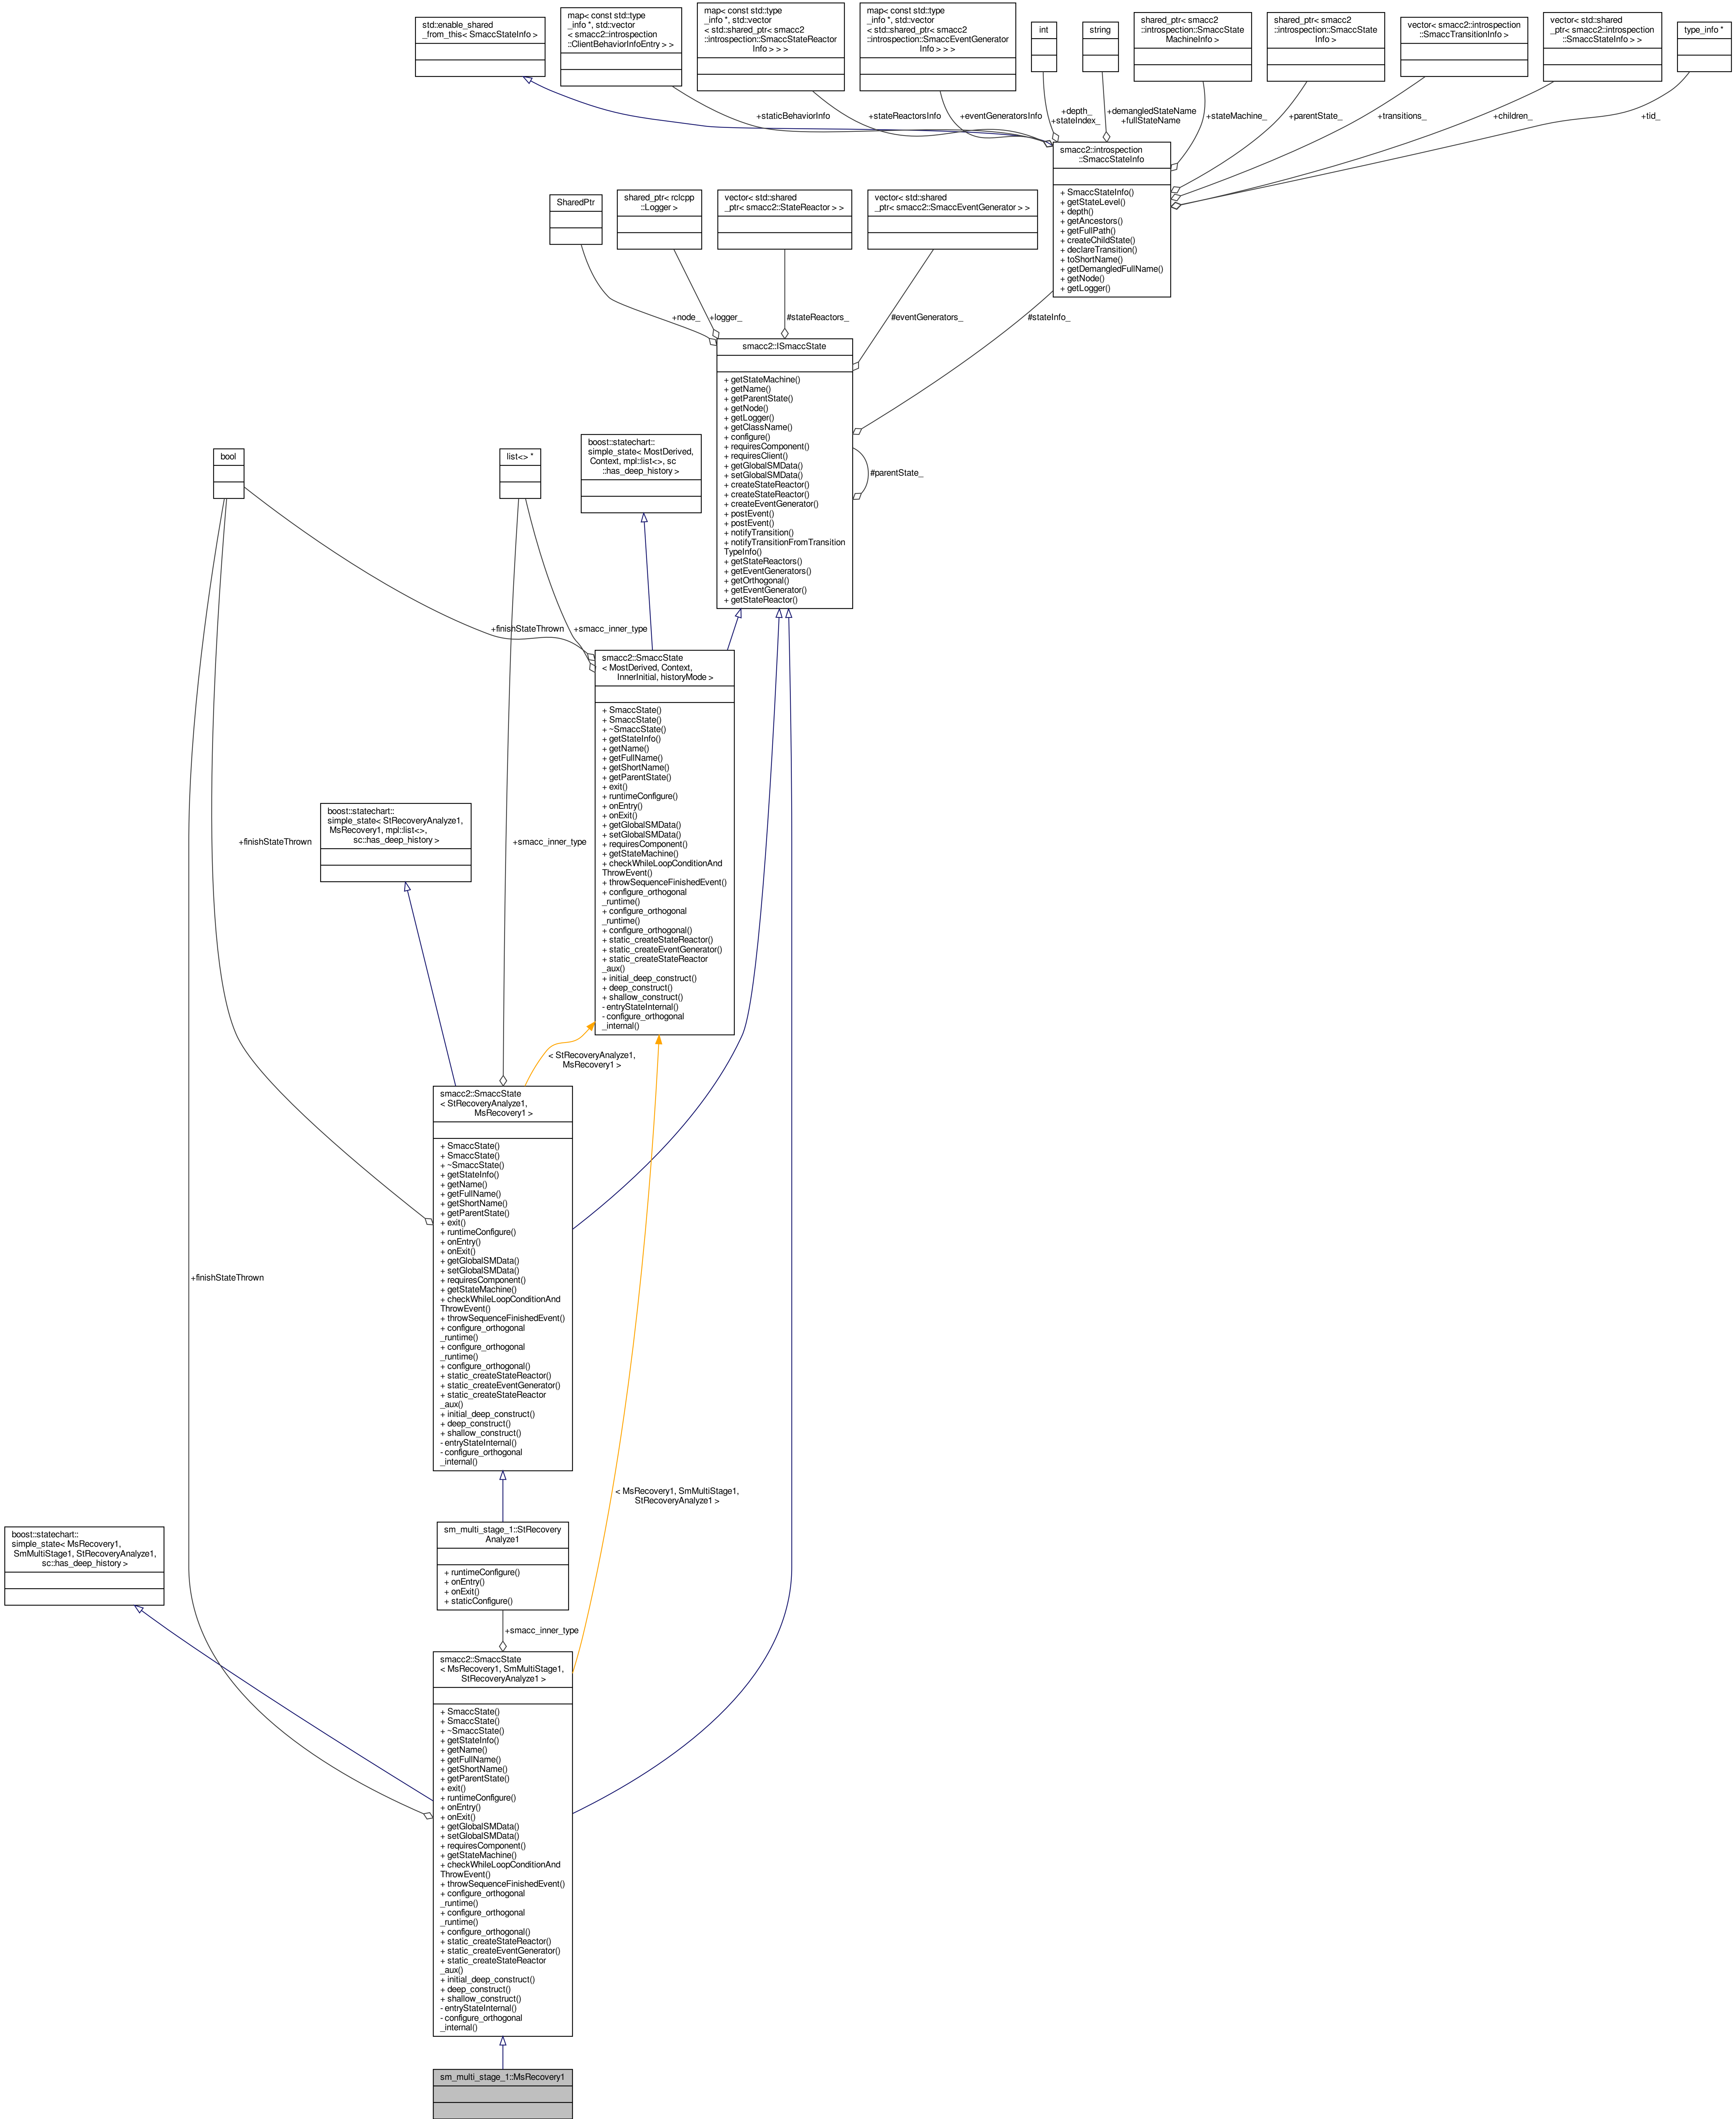 std::enable_shared
_from_this< SmaccStateInfo >
map< const std::type
_info *, std::vector
< smacc2::introspection
::ClientBehaviorInfoEntry > >
map< const std::type
_info *, std::vector
< std::shared_ptr< smacc2
::introspection::SmaccStateReactor
Info > > >
map< const std::type
_info *, std::vector
< std::shared_ptr< smacc2
::introspection::SmaccEventGenerator
Info > > >
int
string
shared_ptr< smacc2
::introspection::SmaccState
MachineInfo >
shared_ptr< smacc2
::introspection::SmaccState
Info >
vector< smacc2::introspection
::SmaccTransitionInfo >
vector< std::shared
_ptr< smacc2::introspection
::SmaccStateInfo > >
type_info *
+staticBehaviorInfo
+stateReactorsInfo
+eventGeneratorsInfo
+depth_
+stateIndex_
+demangledStateName
+fullStateName
+stateMachine_
+parentState_
+transitions_
+children_
+tid_
smacc2::introspection
::SmaccStateInfo
+ SmaccStateInfo()
+ getStateLevel()
+ depth()
+ getAncestors()
+ getFullPath()
+ createChildState()
+ declareTransition()
+ toShortName()
+ getDemangledFullName()
+ getNode()
+ getLogger()
SharedPtr
shared_ptr< rclcpp
::Logger >
vector< std::shared
_ptr< smacc2::StateReactor > >
vector< std::shared
_ptr< smacc2::SmaccEventGenerator > >
+node_
+logger_
#stateReactors_
#eventGenerators_
#stateInfo_
smacc2::ISmaccState
+ getStateMachine()
+ getName()
+ getParentState()
+ getNode()
+ getLogger()
+ getClassName()
+ configure()
+ requiresComponent()
+ requiresClient()
+ getGlobalSMData()
+ setGlobalSMData()
+ createStateReactor()
+ createStateReactor()
+ createEventGenerator()
+ postEvent()
+ postEvent()
+ notifyTransition()
+ notifyTransitionFromTransition
TypeInfo()
+ getStateReactors()
+ getEventGenerators()
+ getOrthogonal()
+ getEventGenerator()
+ getStateReactor()
#parentState_
bool
list<> *
boost::statechart::
simple_state< MostDerived,
Context, mpl::list<>, sc
::has_deep_history >
+finishStateThrown
+smacc_inner_type
smacc2::SmaccState
< MostDerived, Context,
InnerInitial, historyMode >
+ SmaccState()
+ SmaccState()
+ ~SmaccState()
+ getStateInfo()
+ getName()
+ getFullName()
+ getShortName()
+ getParentState()
+ exit()
+ runtimeConfigure()
+ onEntry()
+ onExit()
+ getGlobalSMData()
+ setGlobalSMData()
+ requiresComponent()
+ getStateMachine()
+ checkWhileLoopConditionAnd
ThrowEvent()
+ throwSequenceFinishedEvent()
+ configure_orthogonal
_runtime()
+ configure_orthogonal
_runtime()
+ configure_orthogonal()
+ static_createStateReactor()
+ static_createEventGenerator()
+ static_createStateReactor
_aux()
+ initial_deep_construct()
+ deep_construct()
+ shallow_construct()
- entryStateInternal()
- configure_orthogonal
_internal()
boost::statechart::
simple_state< StRecoveryAnalyze1,
MsRecovery1, mpl::list<>,
sc::has_deep_history >
+finishStateThrown
+smacc_inner_type
< StRecoveryAnalyze1,
MsRecovery1 >
smacc2::SmaccState
< StRecoveryAnalyze1,
MsRecovery1 >
+ SmaccState()
+ SmaccState()
+ ~SmaccState()
+ getStateInfo()
+ getName()
+ getFullName()
+ getShortName()
+ getParentState()
+ exit()
+ runtimeConfigure()
+ onEntry()
+ onExit()
+ getGlobalSMData()
+ setGlobalSMData()
+ requiresComponent()
+ getStateMachine()
+ checkWhileLoopConditionAnd
ThrowEvent()
+ throwSequenceFinishedEvent()
+ configure_orthogonal
_runtime()
+ configure_orthogonal
_runtime()
+ configure_orthogonal()
+ static_createStateReactor()
+ static_createEventGenerator()
+ static_createStateReactor
_aux()
+ initial_deep_construct()
+ deep_construct()
+ shallow_construct()
- entryStateInternal()
- configure_orthogonal
_internal()
+finishStateThrown
< MsRecovery1, SmMultiStage1,
StRecoveryAnalyze1 >
boost::statechart::
simple_state< MsRecovery1,
SmMultiStage1, StRecoveryAnalyze1,
sc::has_deep_history >
sm_multi_stage_1::StRecovery
Analyze1
+ runtimeConfigure()
+ onEntry()
+ onExit()
+ staticConfigure()
+smacc_inner_type
smacc2::SmaccState
< MsRecovery1, SmMultiStage1,
StRecoveryAnalyze1 >
+ SmaccState()
+ SmaccState()
+ ~SmaccState()
+ getStateInfo()
+ getName()
+ getFullName()
+ getShortName()
+ getParentState()
+ exit()
+ runtimeConfigure()
+ onEntry()
+ onExit()
+ getGlobalSMData()
+ setGlobalSMData()
+ requiresComponent()
+ getStateMachine()
+ checkWhileLoopConditionAnd
ThrowEvent()
+ throwSequenceFinishedEvent()
+ configure_orthogonal
_runtime()
+ configure_orthogonal
_runtime()
+ configure_orthogonal()
+ static_createStateReactor()
+ static_createEventGenerator()
+ static_createStateReactor
_aux()
+ initial_deep_construct()
+ deep_construct()
+ shallow_construct()
- entryStateInternal()
- configure_orthogonal
_internal()
sm_multi_stage_1::MsRecovery1